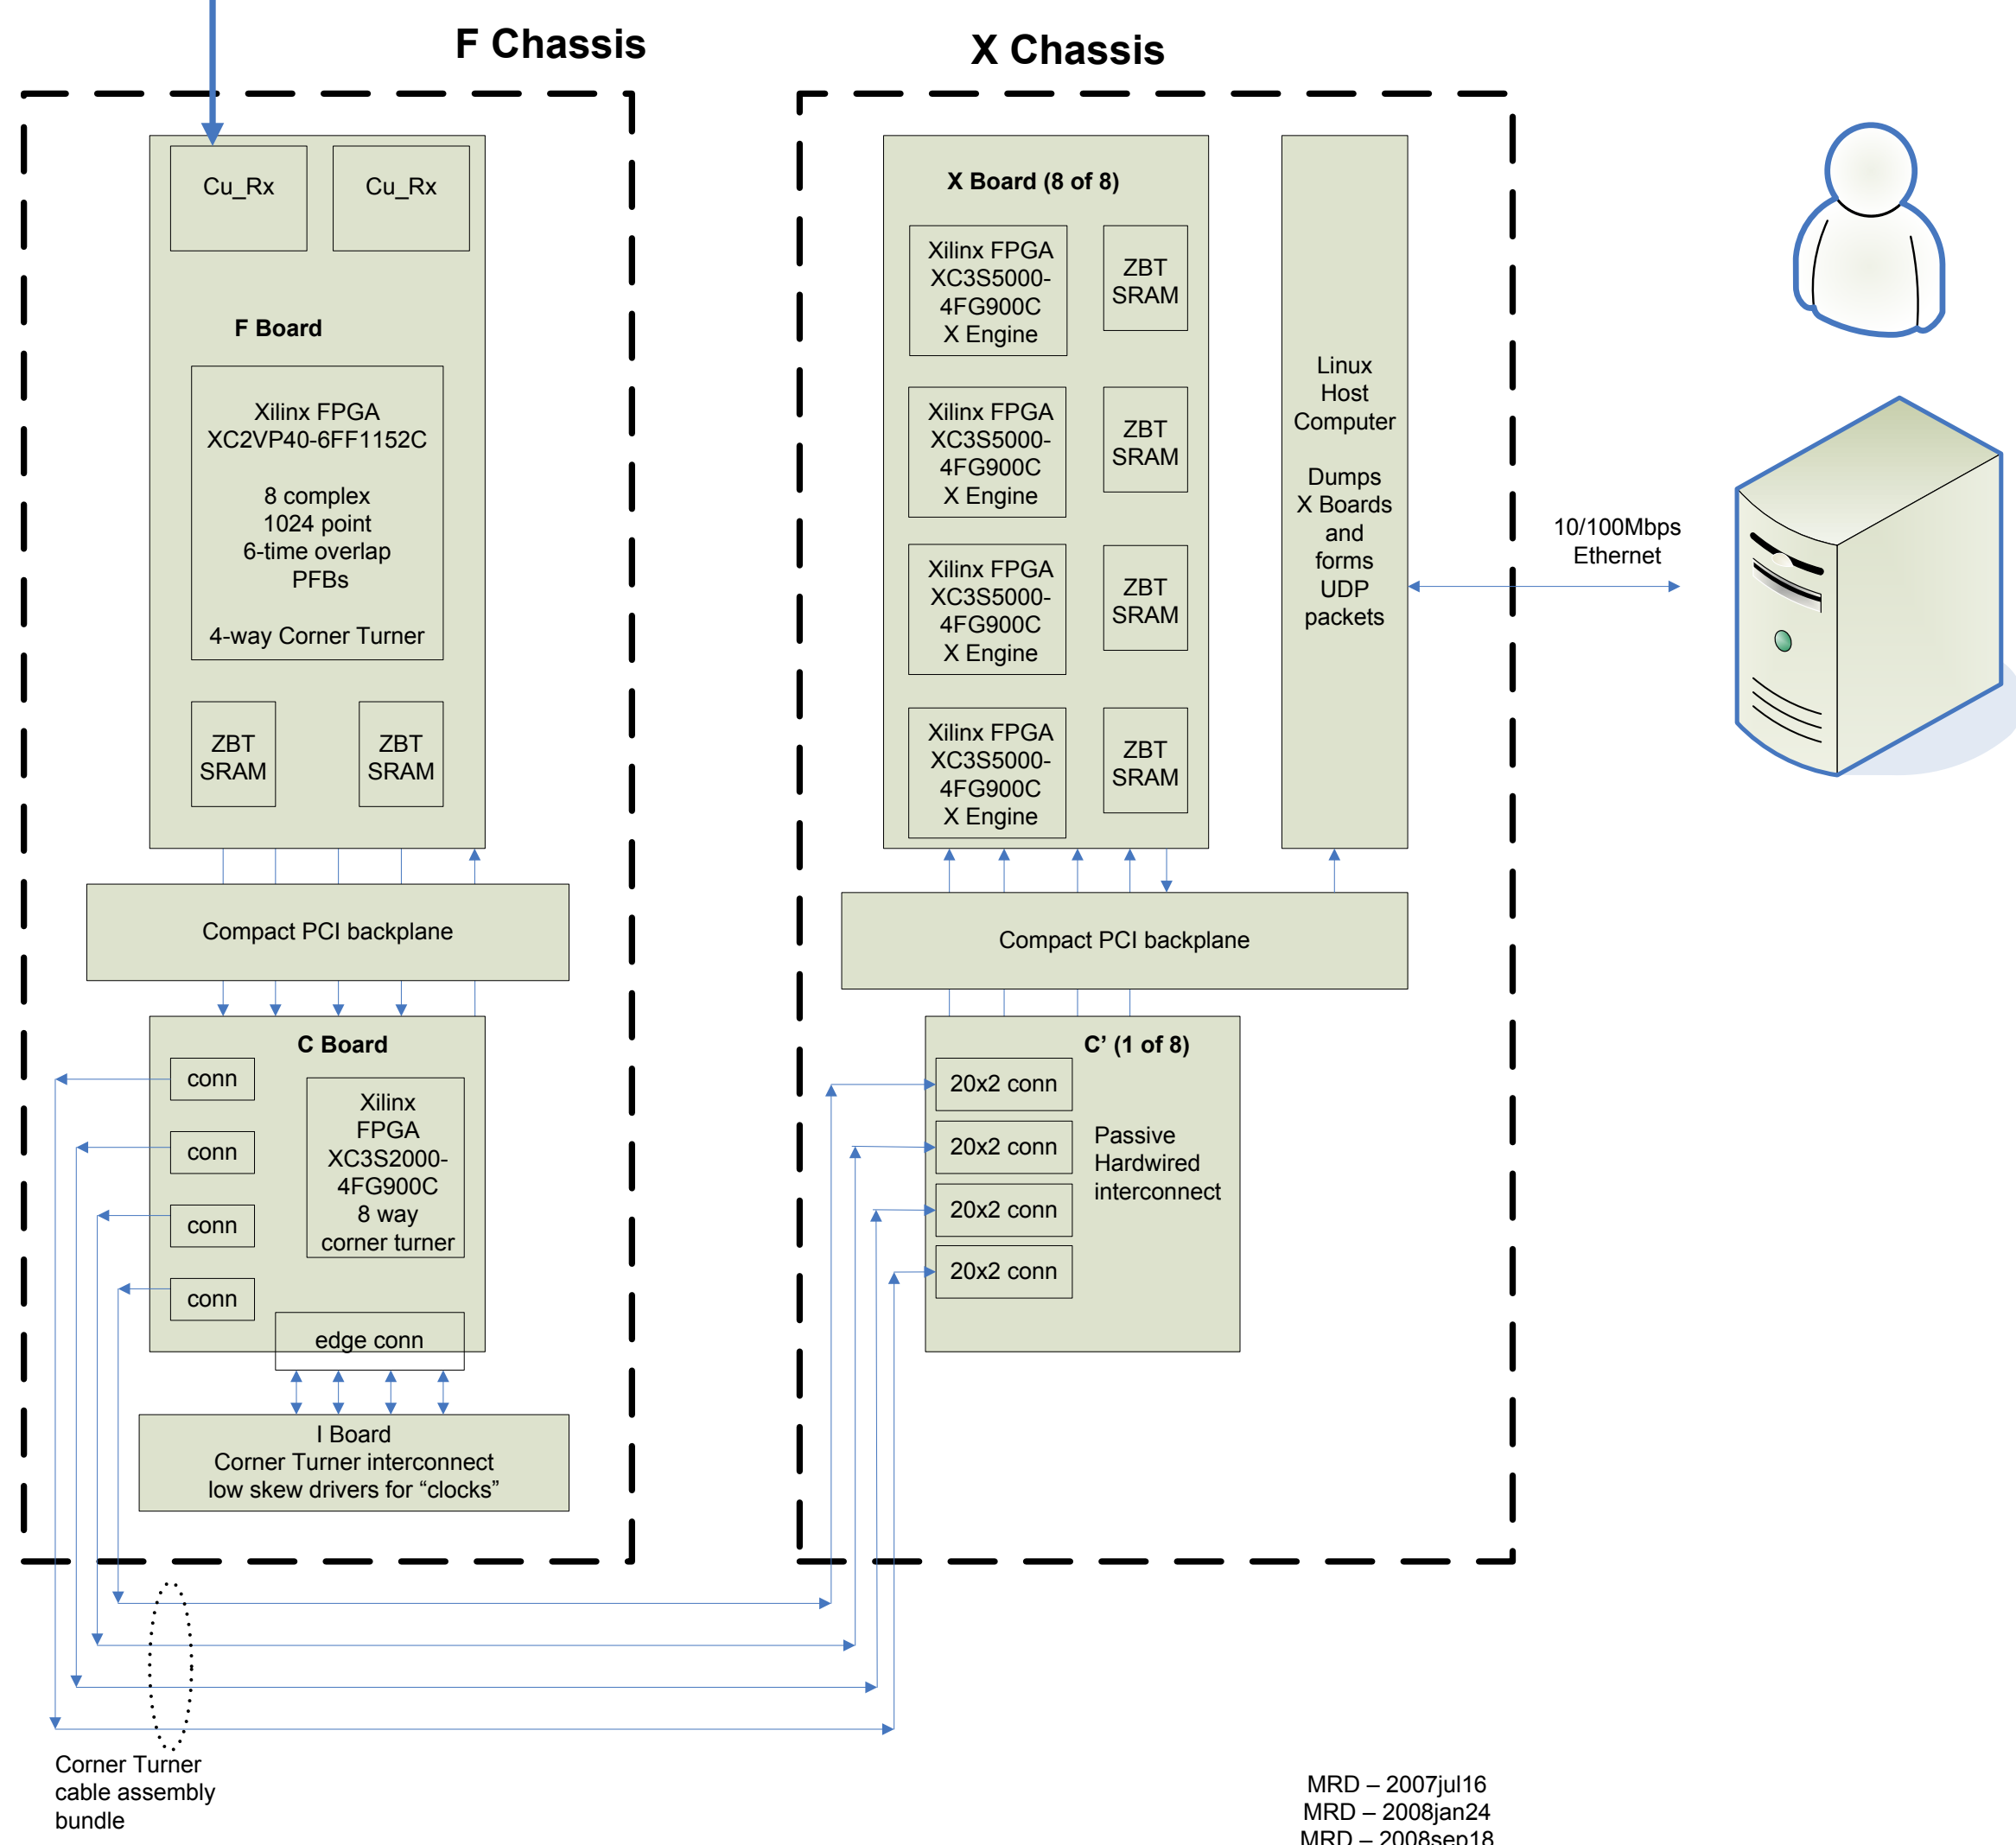 F Chassis
X Chassis
Cu_Rx
Cu_Rx
F Board
Xilinx FPGA
XC2VP40-6FF1152C
8 complex
1024 point
6-time overlap
PFBs
4-way Corner Turner
ZBT
SRAM
ZBT
SRAM
Compact PCI backplane
C Board
conn
conn
conn
conn
Xilinx
FPGA
XC3S2000-
4FG900C
8 way
corner turner
edge conn
I Board
Corner Turner interconnect
low skew drivers for “clocks”
Corner Turner
cable assembly
bundle
X Board (8 of 8)
Xilinx FPGA
XC3S5000-
4FG900C
X Engine
ZBT
SRAM
Xilinx FPGA
XC3S5000-
4FG900C
X Engine
ZBT
SRAM
Xilinx FPGA
XC3S5000-
4FG900C
X Engine
ZBT
SRAM
Xilinx FPGA
XC3S5000-
4FG900C
X Engine
ZBT
SRAM
Linux
Host
Computer
Dumps
X Boards
and
forms
UDP
packets
10/100Mbps
Ethernet
Compact PCI backplane
C’ (1 of 8)
20x2 conn
20x2 conn
20x2 conn
20x2 conn
Passive
Hardwired
interconnect
MRD – 2007jul16
MRD – 2008jan24
MRD – 2008sep18